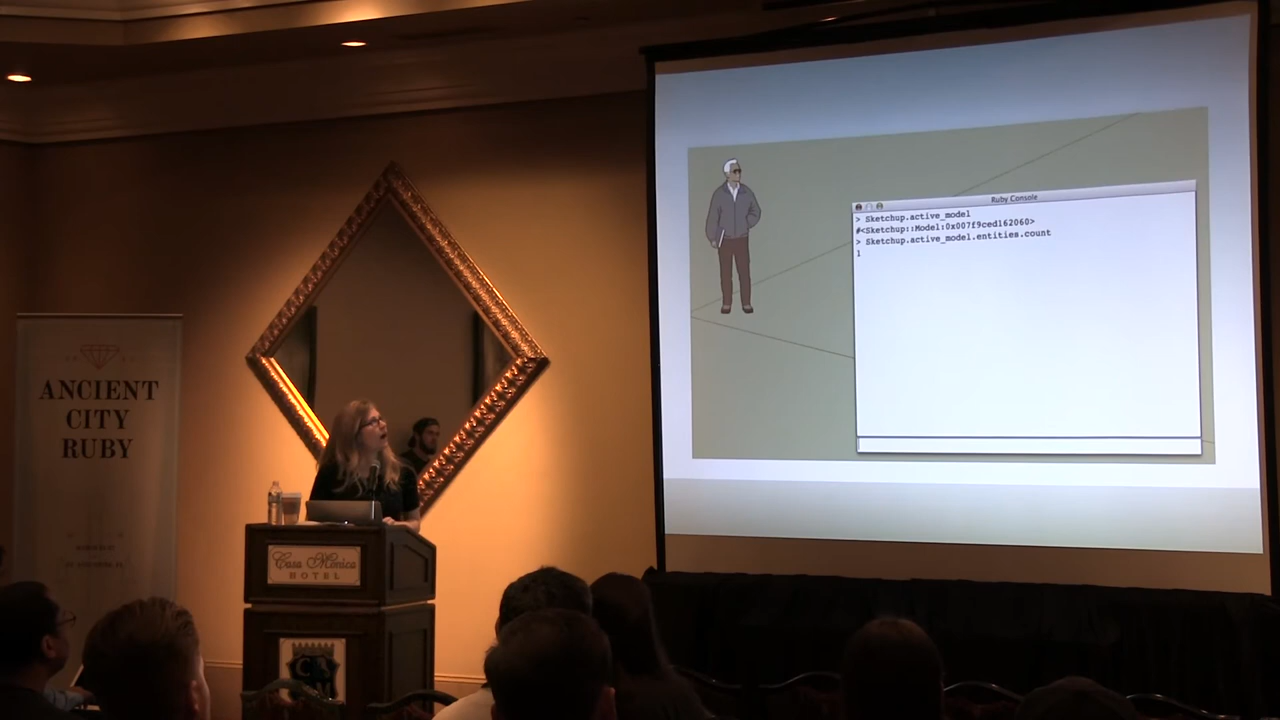 ANCIENT
CITY
RUBY
Casa Monica
HOTEL
Ruby Console
> Sketchup.active_model
#<Sketchup::Model:0x007f9ced162060>
> Sketchup.active_model.entities.count
1